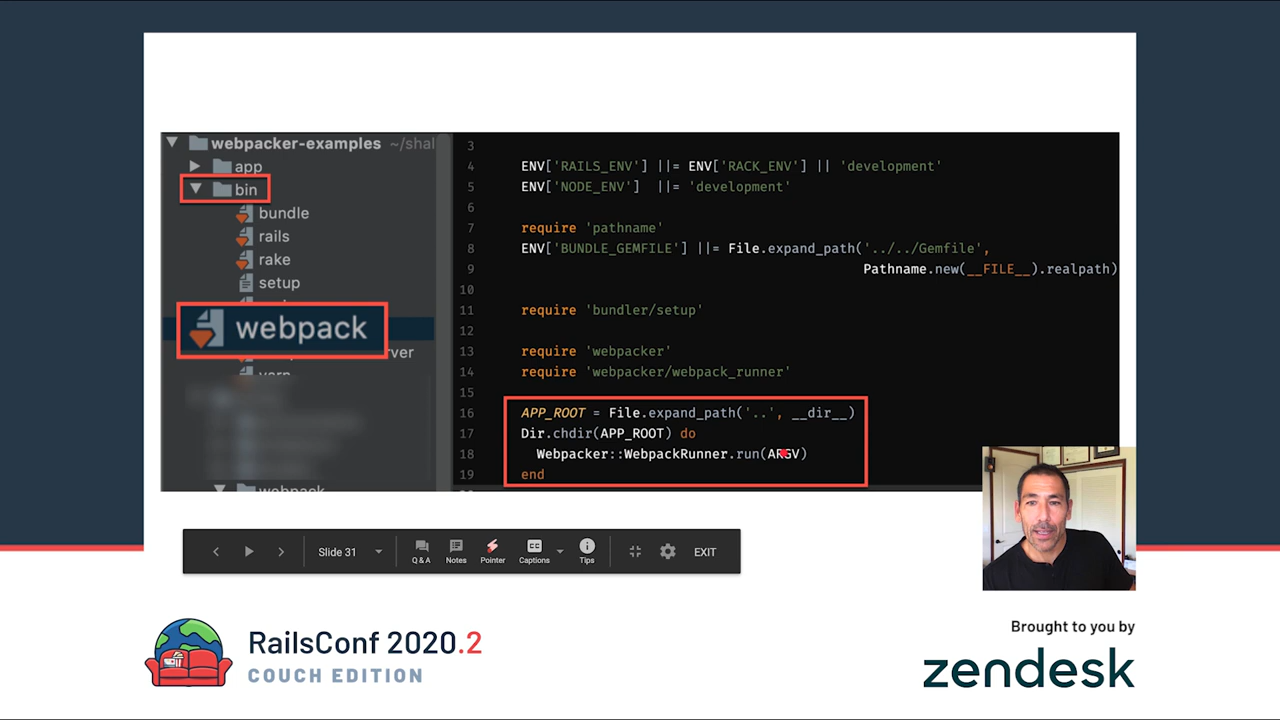 webpacker-examples ~/shal
app
bin
bundle
rails
rake
setup
webpack
ver
yarn
webpack
3
4 ENV['RAILS_ENV'] ||= ENV['RACK_ENV'] || 'development'
5 ENV['NODE_ENV'] ||= 'development'
6
7 require 'pathname'
8 ENV['BUNDLE_GEMFILE'] ||= File.expand_path('../../Gemfile',
9 Pathname.new(__FILE__).realpath)
10
11 require 'bundler/setup'
12
13 require 'webpacker'
14 require 'webpacker/webpack_runner'
15
16 APP_ROOT = File.expand_path('..', __dir__)
17 Dir.chdir(APP_ROOT) do
18 Webpacker::WebpackRunner.run(ARGV)
19 end
Slide 31
Q & A
Notes
Pointer
Captions
Tips
EXIT
RailsConf 2020.2
COUCH EDITION
Brought to you by
zendesk